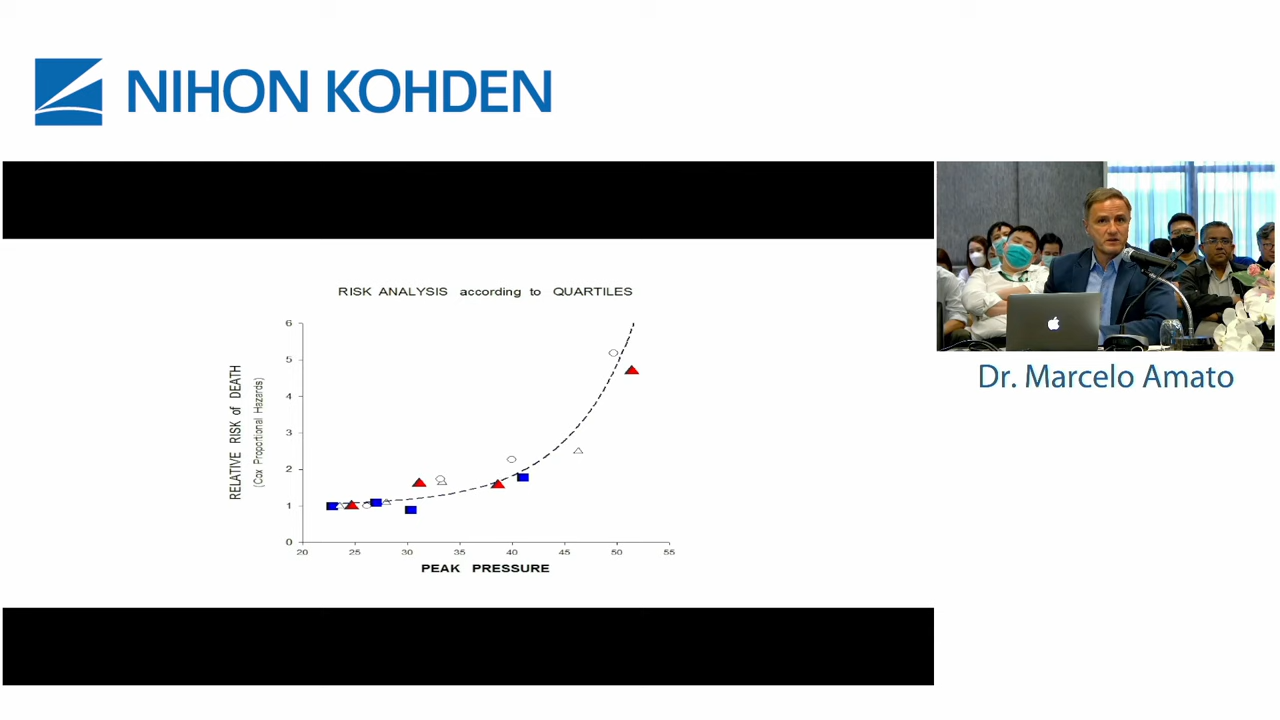 NIHON KOHDEN
RISK ANALYSIS according to QUARTILES
RELATIVE RISK of DEATH
(Cox Proportional Hazards)
6
5
4
3
2
1
0
20 25 30 35 40 45 50 55
PEAK PRESSURE
Dr. Marcelo Amato